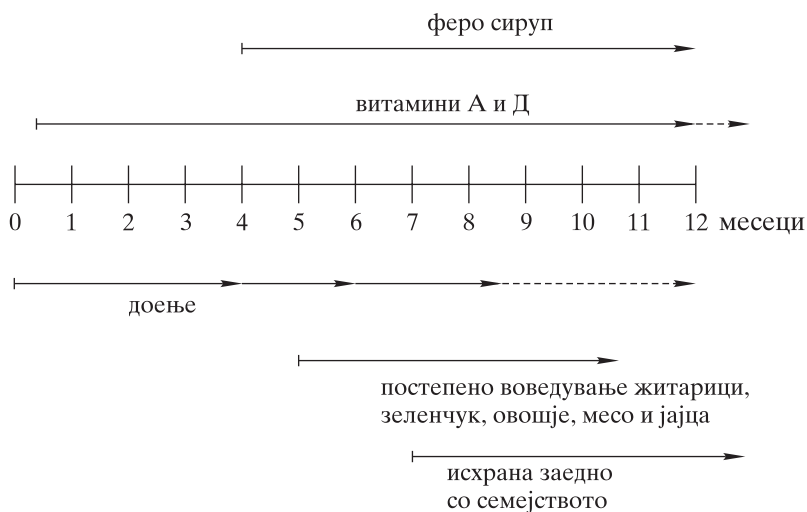 феро сируп
витамини А и Д
0 1 2 3 4 5 6 7 8 9 10 11 12 месеци
доење
постепено воведување житарици,
зеленчук, овошје, месо и јајца
исхрана заедно
со семејството